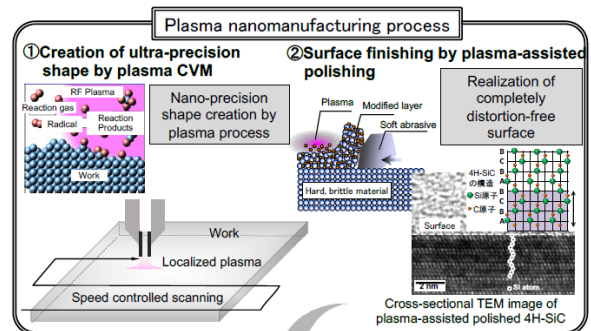 Plasma nanomanufacturing process
①Creation of ultra-precision
shape by plasma CVM
RF Plasma
Reaction gas
Radical
Reaction
Products
Work
Nano-precision
shape creation by
plasma process
Work
Localized plasma
Speed controlled scanning
②Surface finishing by plasma-assisted
polishing
Plasma
Modified layer
Soft abrasive
Hard, brittle material
Realization of
completely
distortion-free
surface
4H-SiC
の構造
Si原子
C原子
B
C
B
A
B
C
B
A
Surface
2 nm
Si atom
Cross-sectional TEM image of
plasma-assisted polished 4H-SiC